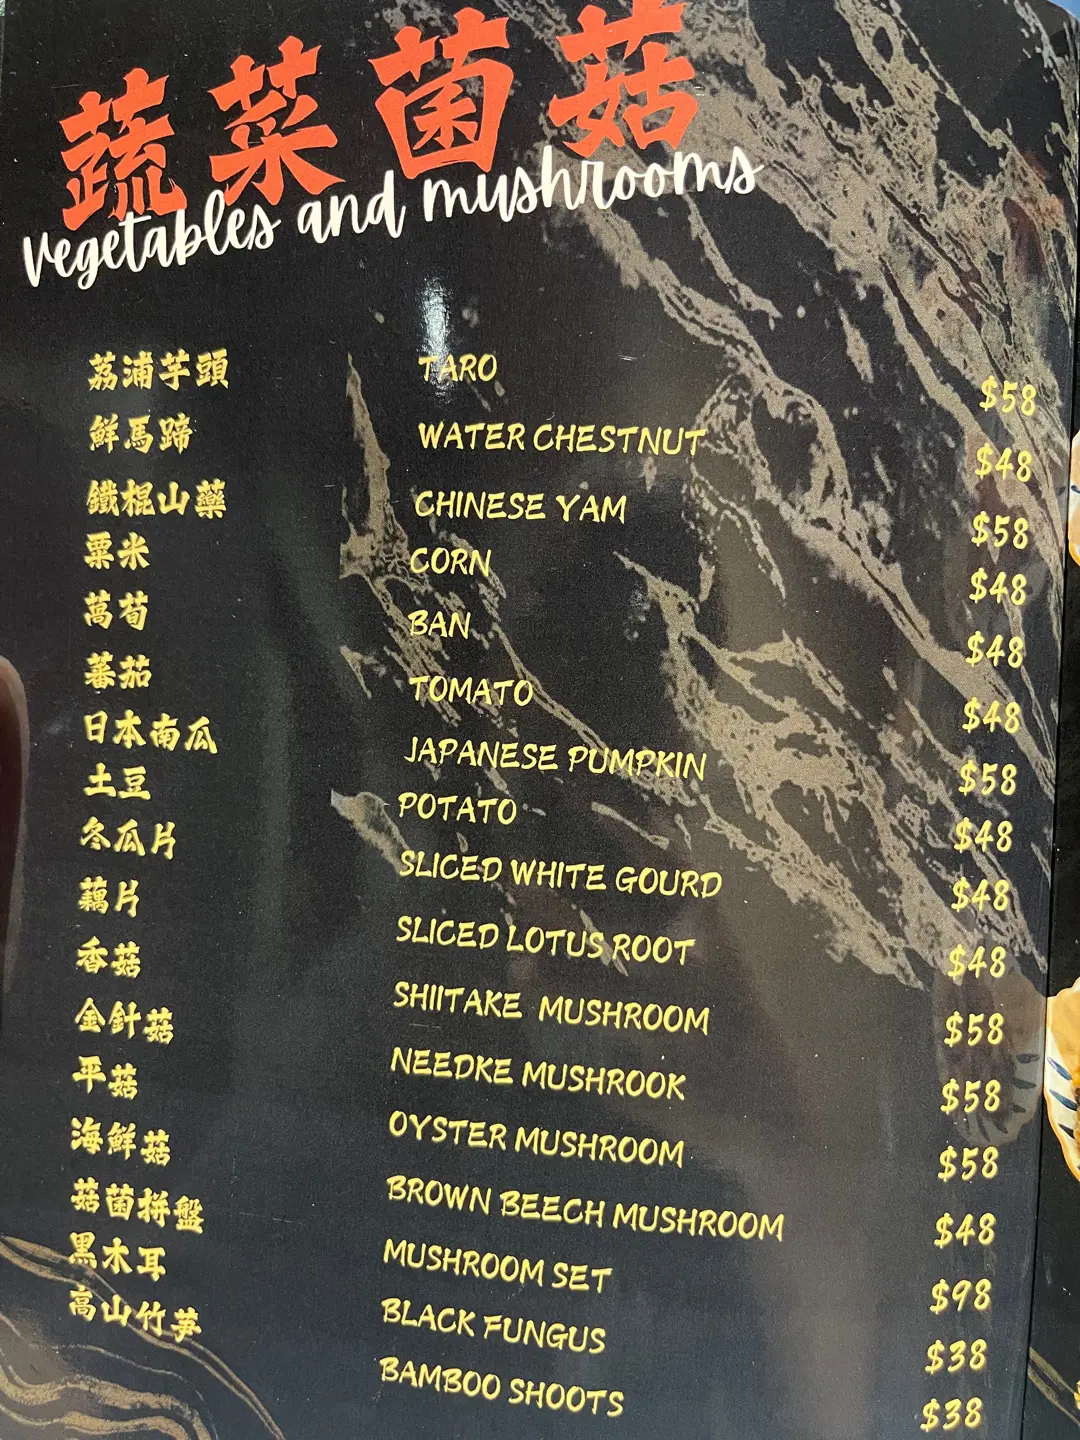 蔬菜菌菇
vegetables and mushrooms
荔浦芋頭 TARO $58
鮮馬蹄 WATER CHESTNUT $48
鐵棍山藥 CHINESE YAM $58
粟米 CORN $48
萵荀 BAN $48
蕃茄 TOMATO $48
日本南瓜 JAPANESE PUMPKIN $58
土豆 POTATO $48
冬瓜片 SLICED WHITE GOURD $48
藕片 SLICED LOTUS ROOT $48
香菇 SHIITAKE MUSHROOM $58
金針菇 NEEDKE MUSHROOK $58
平菇 OYSTER MUSHROOM $58
海鮮菇 BROWN BEECH MUSHROOM $48
菇菌拼盤 MUSHROOM SET $98
黑木耳 BLACK FUNGUS $38
高山竹笋 BAMBOO SHOOTS $38